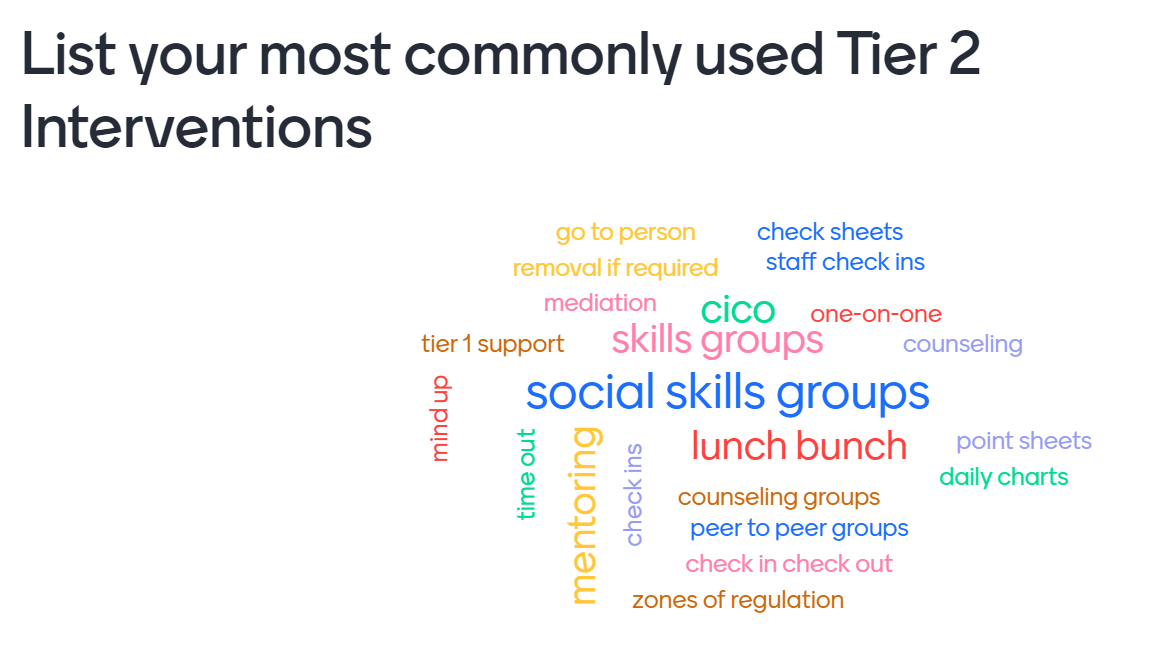 List your most commonly used Tier 2
Interventions
go to person
check sheets
removal if required
staff check ins
mediation
cico
one-on-one
tier 1 support
skills groups
counseling
mind up
social skills groups
time out
mentoring
check ins
lunch bunch
point sheets
daily charts
counseling groups
peer to peer groups
check in check out
zones of regulation